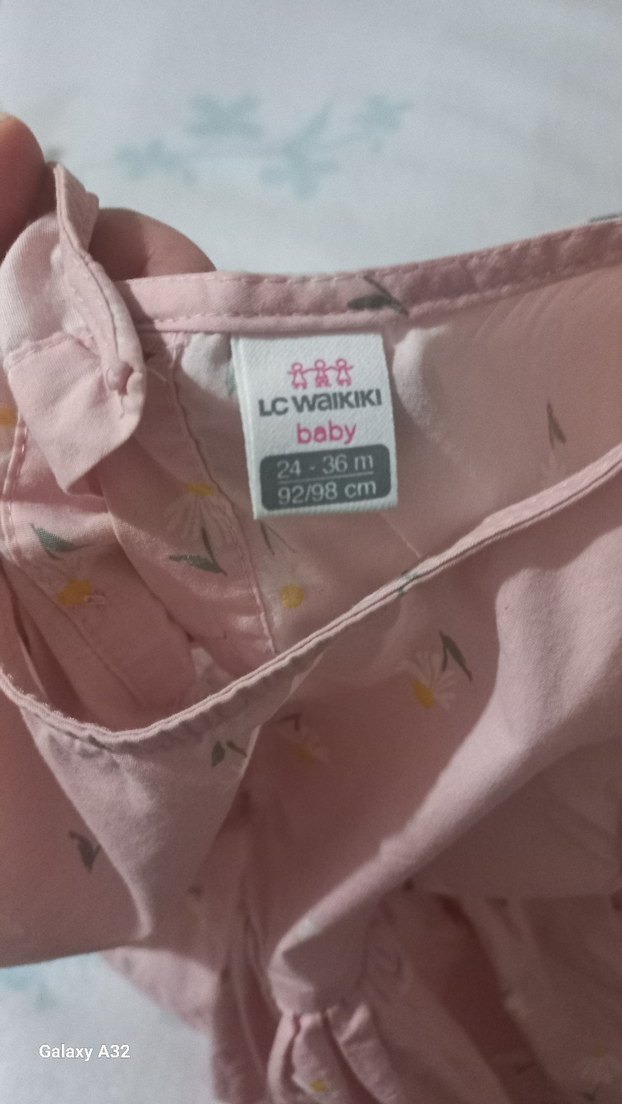 LC WAIKIKI
baby
24 - 36 m
92/98 cm
Galaxy A32